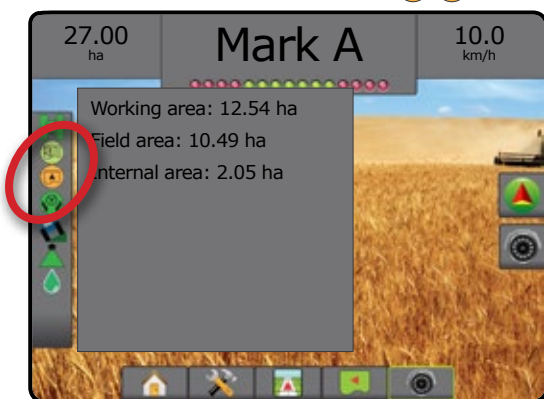 27.00
ha
Mark A
10.0
km/h
Working area: 12.54 ha
Field area: 10.49 ha
Internal area: 2.05 ha